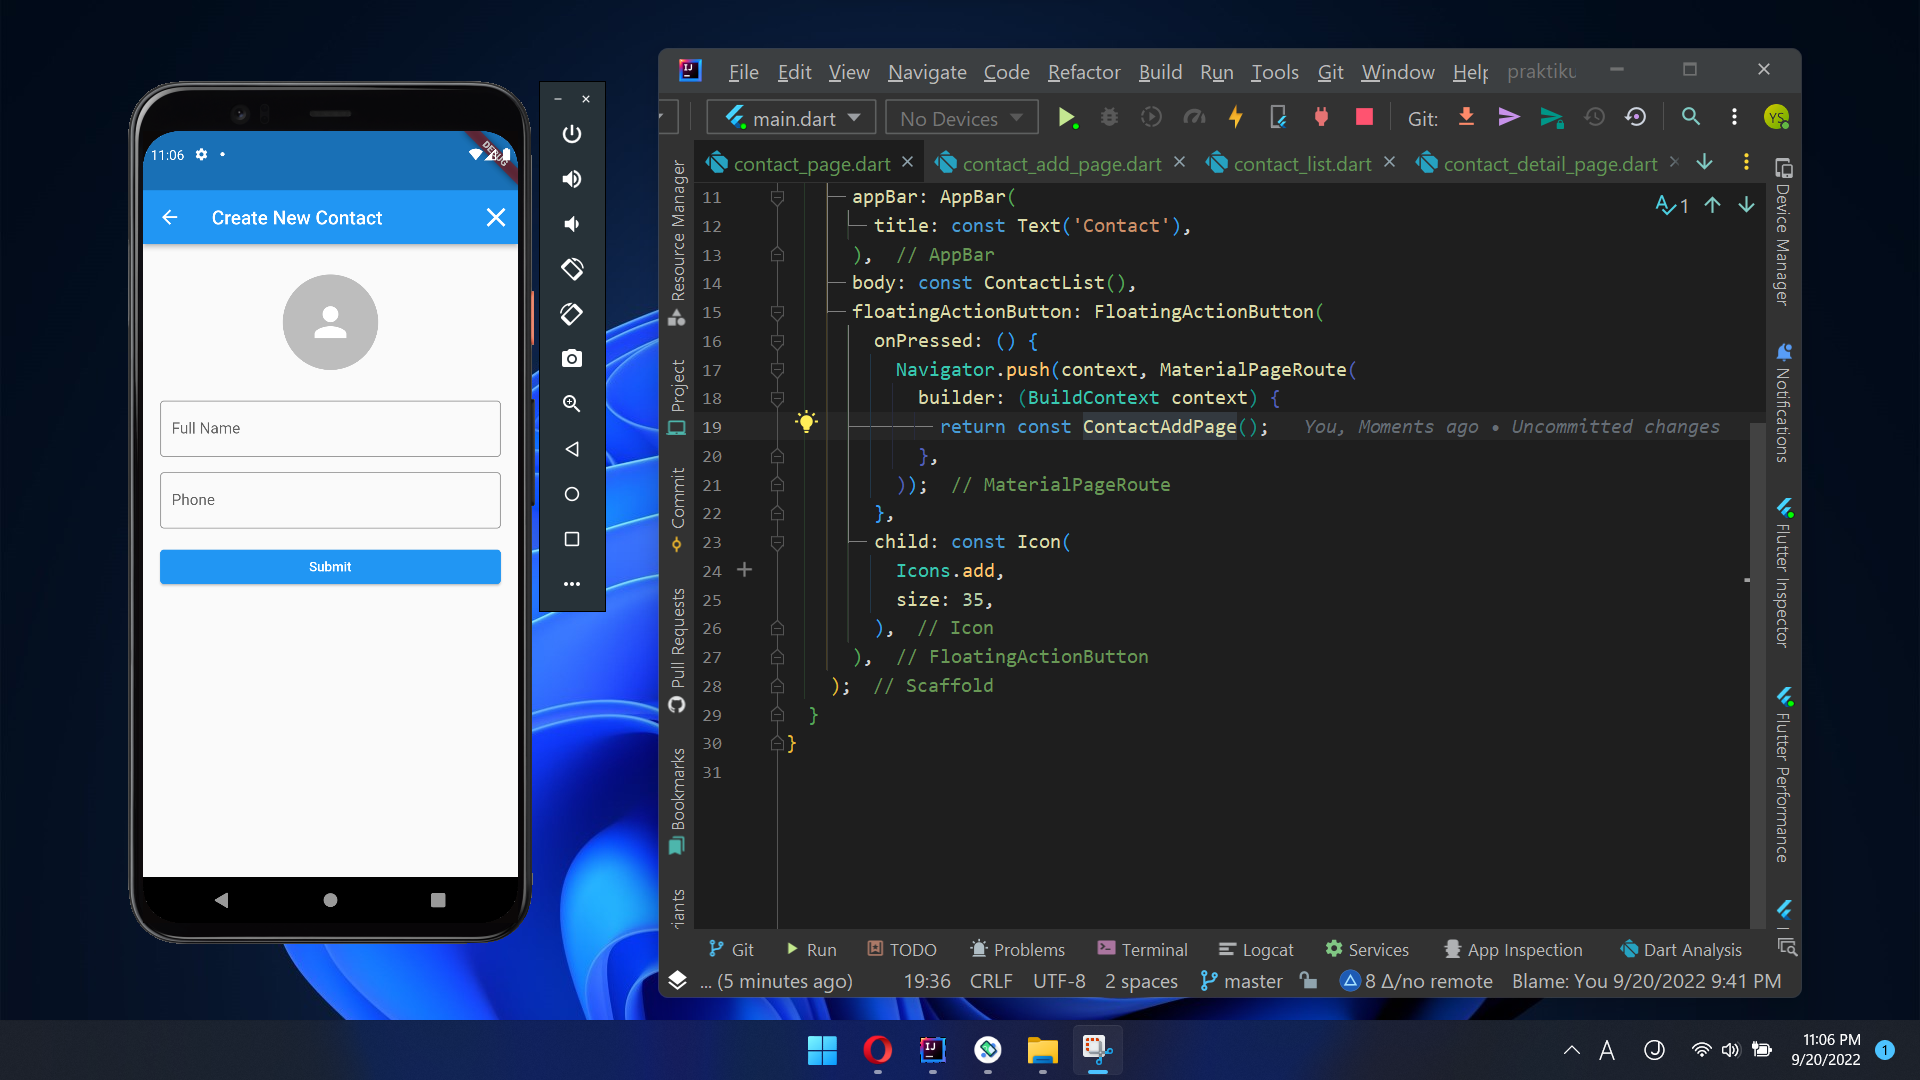 11:06
DEBUG
Create New Contact
Full Name
Phone
Submit
File Edit View Navigate Code Refactor Build Run Tools Git Window Help praktiku
main.dart
No Devices
Git:
YS
contact_page.dart
contact_add_page.dart
contact_list.dart
contact_detail_page.dart
Resource Manager
Project
Commit
Pull Requests
Bookmarks
11 appBar: AppBar(
12 title: const Text('Contact'),
13 ), // AppBar
14 body: const ContactList(),
15 floatingActionButton: FloatingActionButton(
16 onPressed: () {
17 Navigator.push(context, MaterialPageRoute(
18 builder: (BuildContext context) {
19 return const ContactAddPage(); You, Moments ago • Uncommitted changes
20 },
21 )); // MaterialPageRoute
22 },
23 child: const Icon(
24 Icons.add,
25 size: 35,
26 ), // Icon
27 ), // FloatingActionButton
28 ); // Scaffold
29 }
30 }
31
1
Device Manager
Notifications
Flutter Inspector
Flutter Performance
Git Run TODO Problems Terminal Logcat Services App Inspection Dart Analysis
... (5 minutes ago) 19:36 CRLF UTF-8 2 spaces master 8 Δ/no remote Blame: You 9/20/2022 9:41 PM
11:06 PM
9/20/2022
1